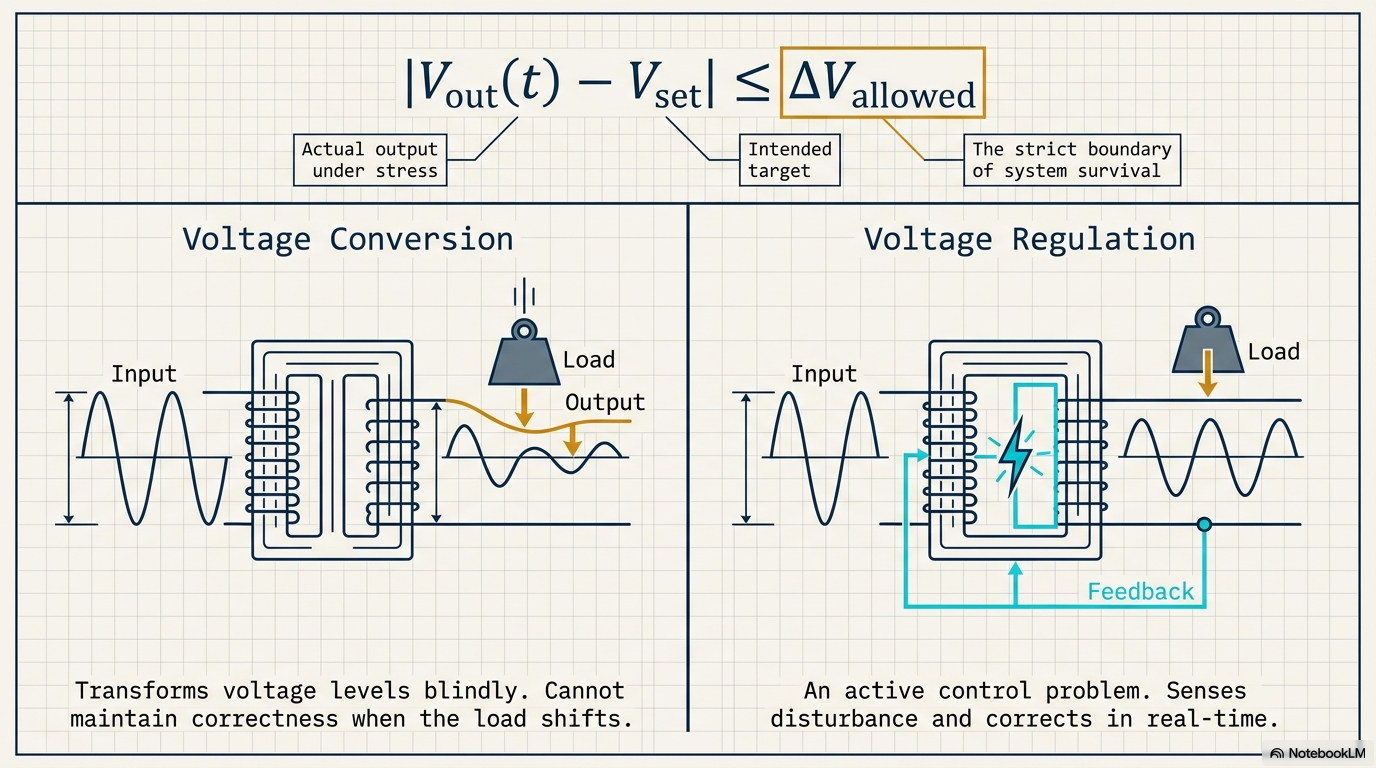 |V_out(t) − V_set| ≤ ΔV_allowed
Actual output
under stress
Intended
target
The strict boundary
of system survival
Voltage Conversion
Input
Load
Output
Transforms voltage levels blindly. Cannot
maintain correctness when the load shifts.
Voltage Regulation
Input
Load
Feedback
An active control problem. Senses
disturbance and corrects in real-time.
NotebookLM